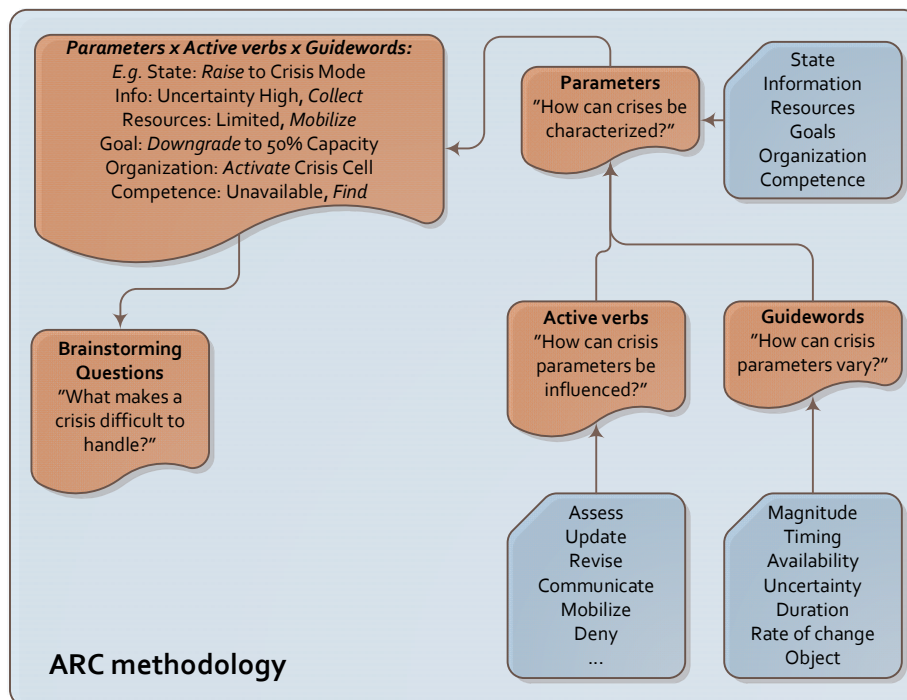 Parameters x Active verbs x Guidewords:
E.g. State: Raise to Crisis Mode
Info: Uncertainty High, Collect
Resources: Limited, Mobilize
Goal: Downgrade to 50% Capacity
Organization: Activate Crisis Cell
Competence: Unavailable, Find
Parameters
"How can crises be
characterized?"
State
Information
Resources
Goals
Organization
Competence
Brainstorming
Questions
"What makes a
crisis difficult to
handle?"
Active verbs
"How can crisis
parameters be
influenced?"
Guidewords
"How can crisis
parameters vary?"
Assess
Update
Revise
Communicate
Mobilize
Deny
...
Magnitude
Timing
Availability
Uncertainty
Duration
Rate of change
Object
ARC methodology